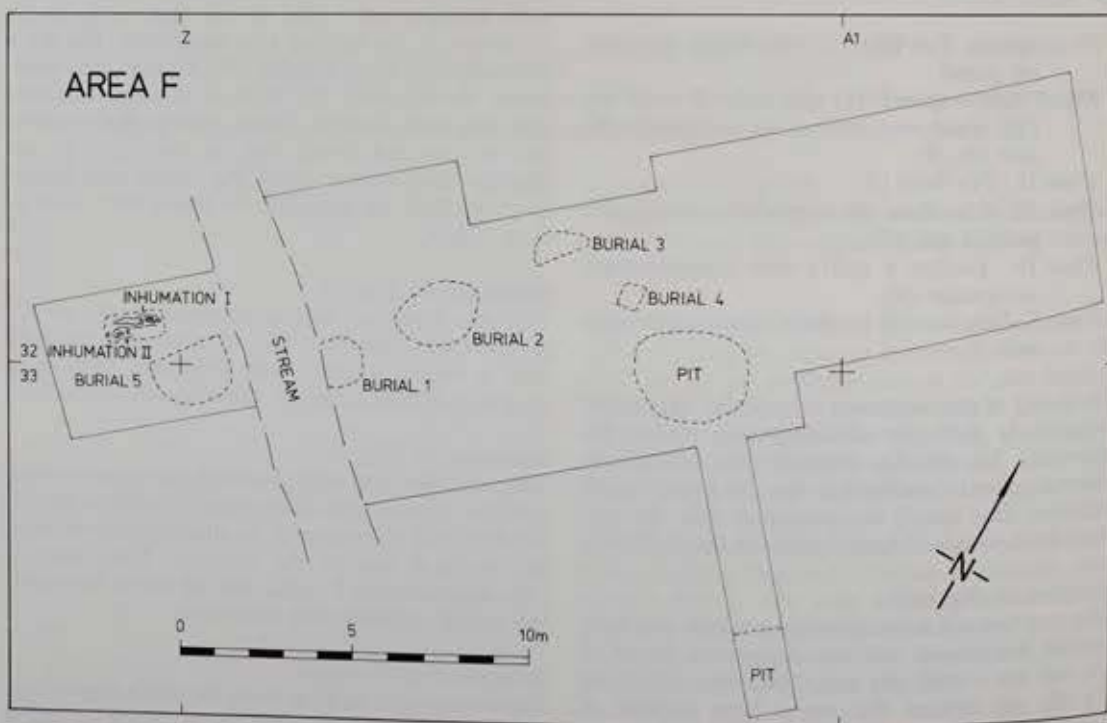 Z
A1
AREA F
BURIAL 3
INHUMATION I
BURIAL 4
BURIAL 2
INHUMATION II
32
33
BURIAL 5
STREAM
BURIAL 1
PIT
N
0 5 10m
PIT